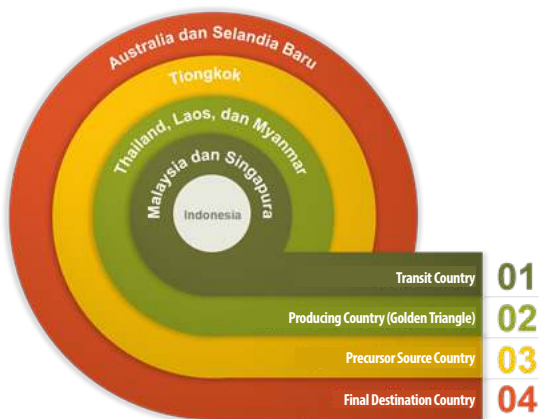 Australia dan Selandia Baru
Tiongkok
Thailand, Laos, dan Myanmar
Malaysia dan Singapura
Indonesia
Transit Country 01
Producing Country (Golden Triangle) 02
Precursor Source Country 03
Final Destination Country 04